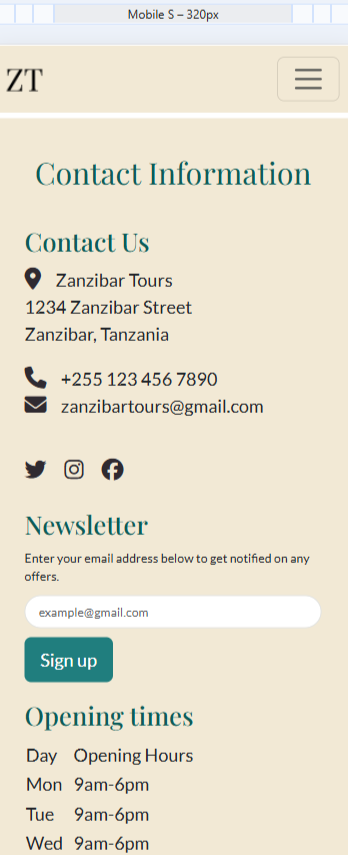 Mobile S – 320px
ZT
Contact Information
Contact Us
Zanzibar Tours
1234 Zanzibar Street
Zanzibar, Tanzania
+255 123 456 7890
zanzibartours@gmail.com
Newsletter
Enter your email address below to get notified on any
offers.
example@gmail.com
Sign up
Opening times
Day Opening Hours
Mon 9am-6pm
Tue 9am-6pm
Wed 9am-6pm